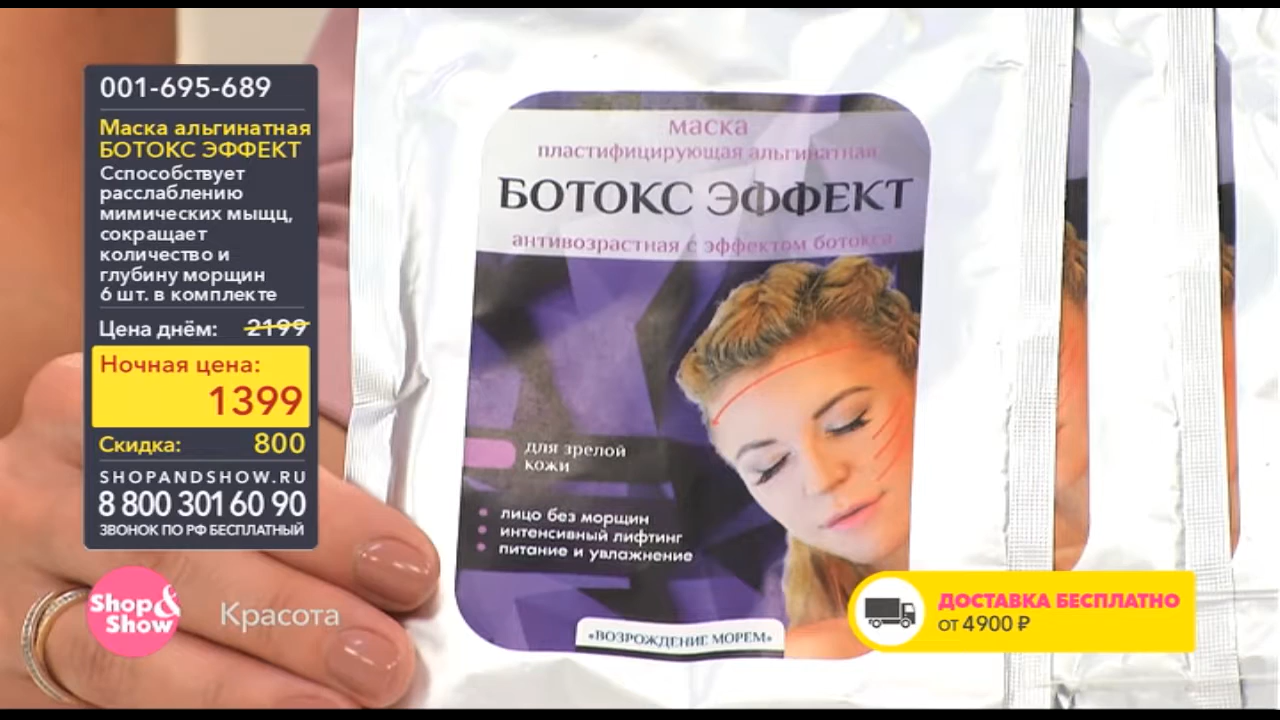 001-695-689
Маска альгинатная
БОТОКС ЭФФЕКТ
Сспособствует
расслаблению
мимических мыщц,
сокращает
количество и
глубину морщин
6 шт. в комплекте
Цена днём: 2199
Ночная цена:
1399
Скидка: 800
SHOPANDSHOW.RU
8 800 301 60 90
ЗВОНОК ПО РФ БЕСПЛАТНЫЙ
Shop&
Show
Красота
маска
пластифицирующая альгинатная
БОТОКС ЭФФЕКТ
антивозрастная с эффектом ботокса
для зрелой
кожи
лицо без морщин
интенсивный лифтинг
питание и увлажнение
«ВОЗРОЖДЕНИЕ МОРЕМ»
ДОСТАВКА БЕСПЛАТНО
от 4900 ₽